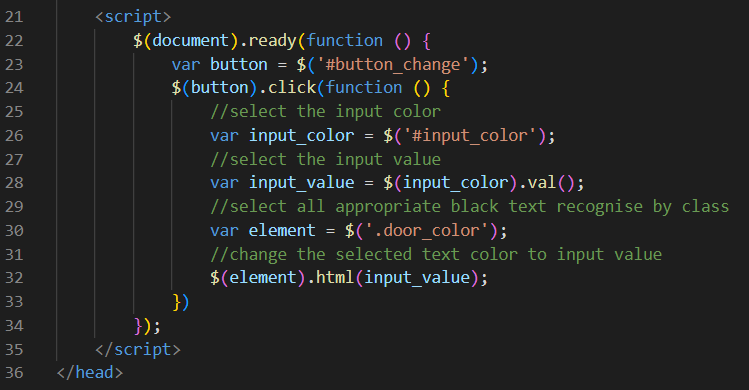 21 <script>
22 $(document).ready(function () {
23 var button = $('#button_change');
24 $(button).click(function () {
25 //select the input color
26 var input_color = $('#input_color');
27 //select the input value
28 var input_value = $(input_color).val();
29 //select all appropriate black text recognise by class
30 var element = $('.door_color');
31 //change the selected text color to input value
32 $(element).html(input_value);
33 })
34 });
35 </script>
36 </head>